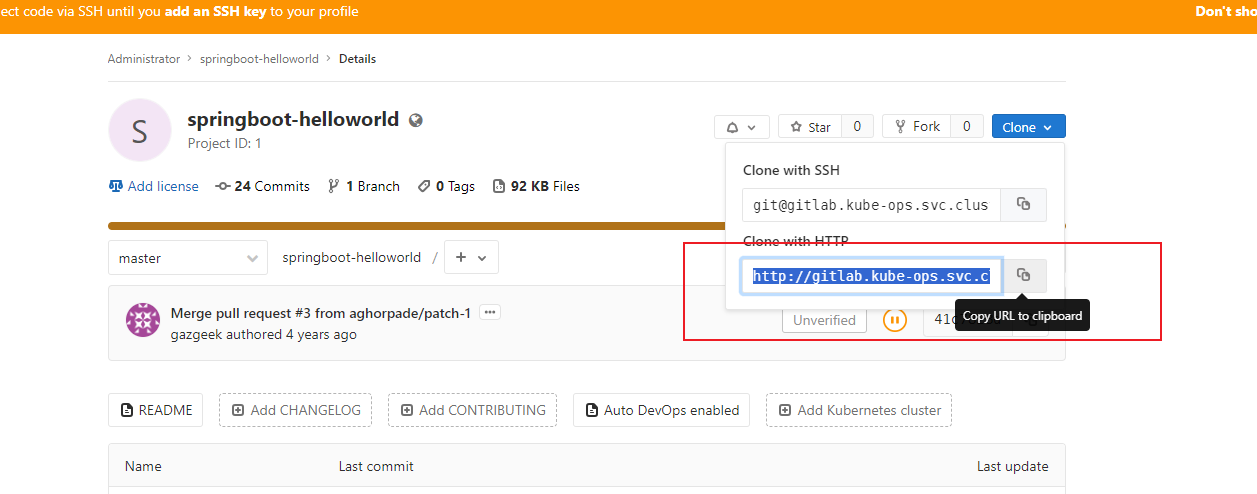 ect code via SSH until you add an SSH key to your profile
Don't sho
Administrator > springboot-helloworld > Details
S
springboot-helloworld
Project ID: 1
Star 0 Fork 0 Clone
Add license 24 Commits 1 Branch 0 Tags 92 KB Files
Clone with SSH
git@gitlab.kube-ops.svc.clus
Clone with HTTP
http://gitlab.kube-ops.svc.c
Copy URL to clipboard
master springboot-helloworld / +
Merge pull request #3 from aghorpade/patch-1
gazgeek authored 4 years ago
Unverified
README Add CHANGELOG Add CONTRIBUTING Auto DevOps enabled Add Kubernetes cluster
Name Last commit Last update